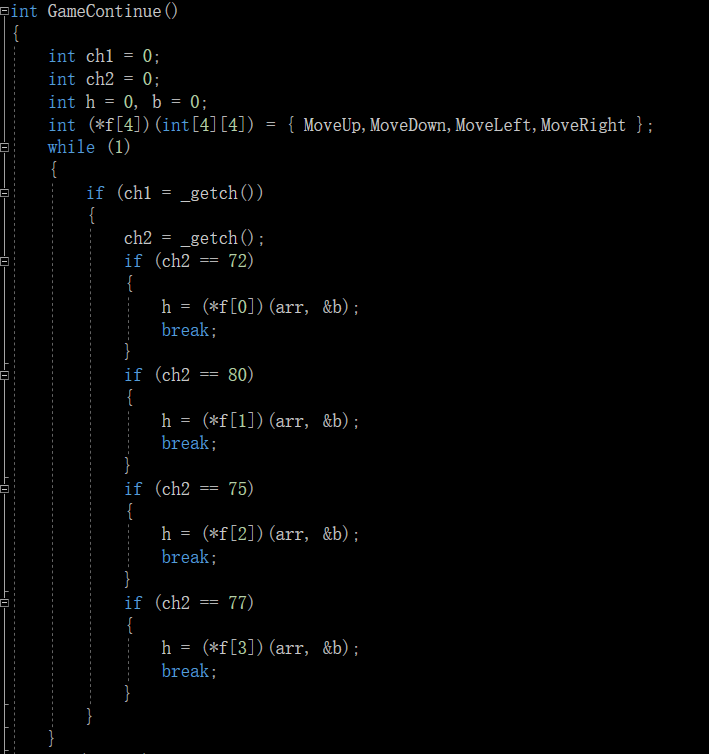 int GameContinue()
{
    int ch1 = 0;
    int ch2 = 0;
    int h = 0, b = 0;
    int (*f[4])(int[4][4]) = { MoveUp,MoveDown,MoveLeft,MoveRight };
    while (1)
    {
        if (ch1 = _getch())
        {
            ch2 = _getch();
            if (ch2 == 72)
            {
                h = (*f[0])(arr, &b);
                break;
            }
            if (ch2 == 80)
            {
                h = (*f[1])(arr, &b);
                break;
            }
            if (ch2 == 75)
            {
                h = (*f[2])(arr, &b);
                break;
            }
            if (ch2 == 77)
            {
                h = (*f[3])(arr, &b);
                break;
            }
        }
    }